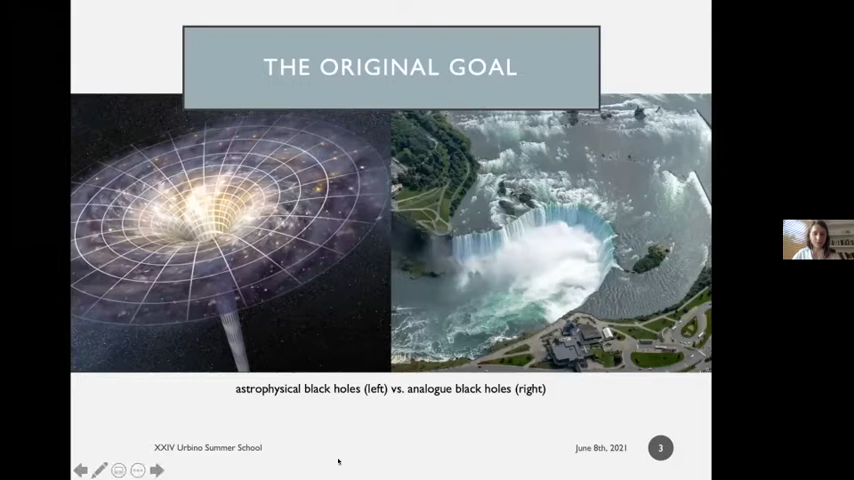 THE ORIGINAL GOAL
astrophysical black holes (left) vs. analogue black holes (right)
XXIV Urbino Summer School
June 8th, 2021
3